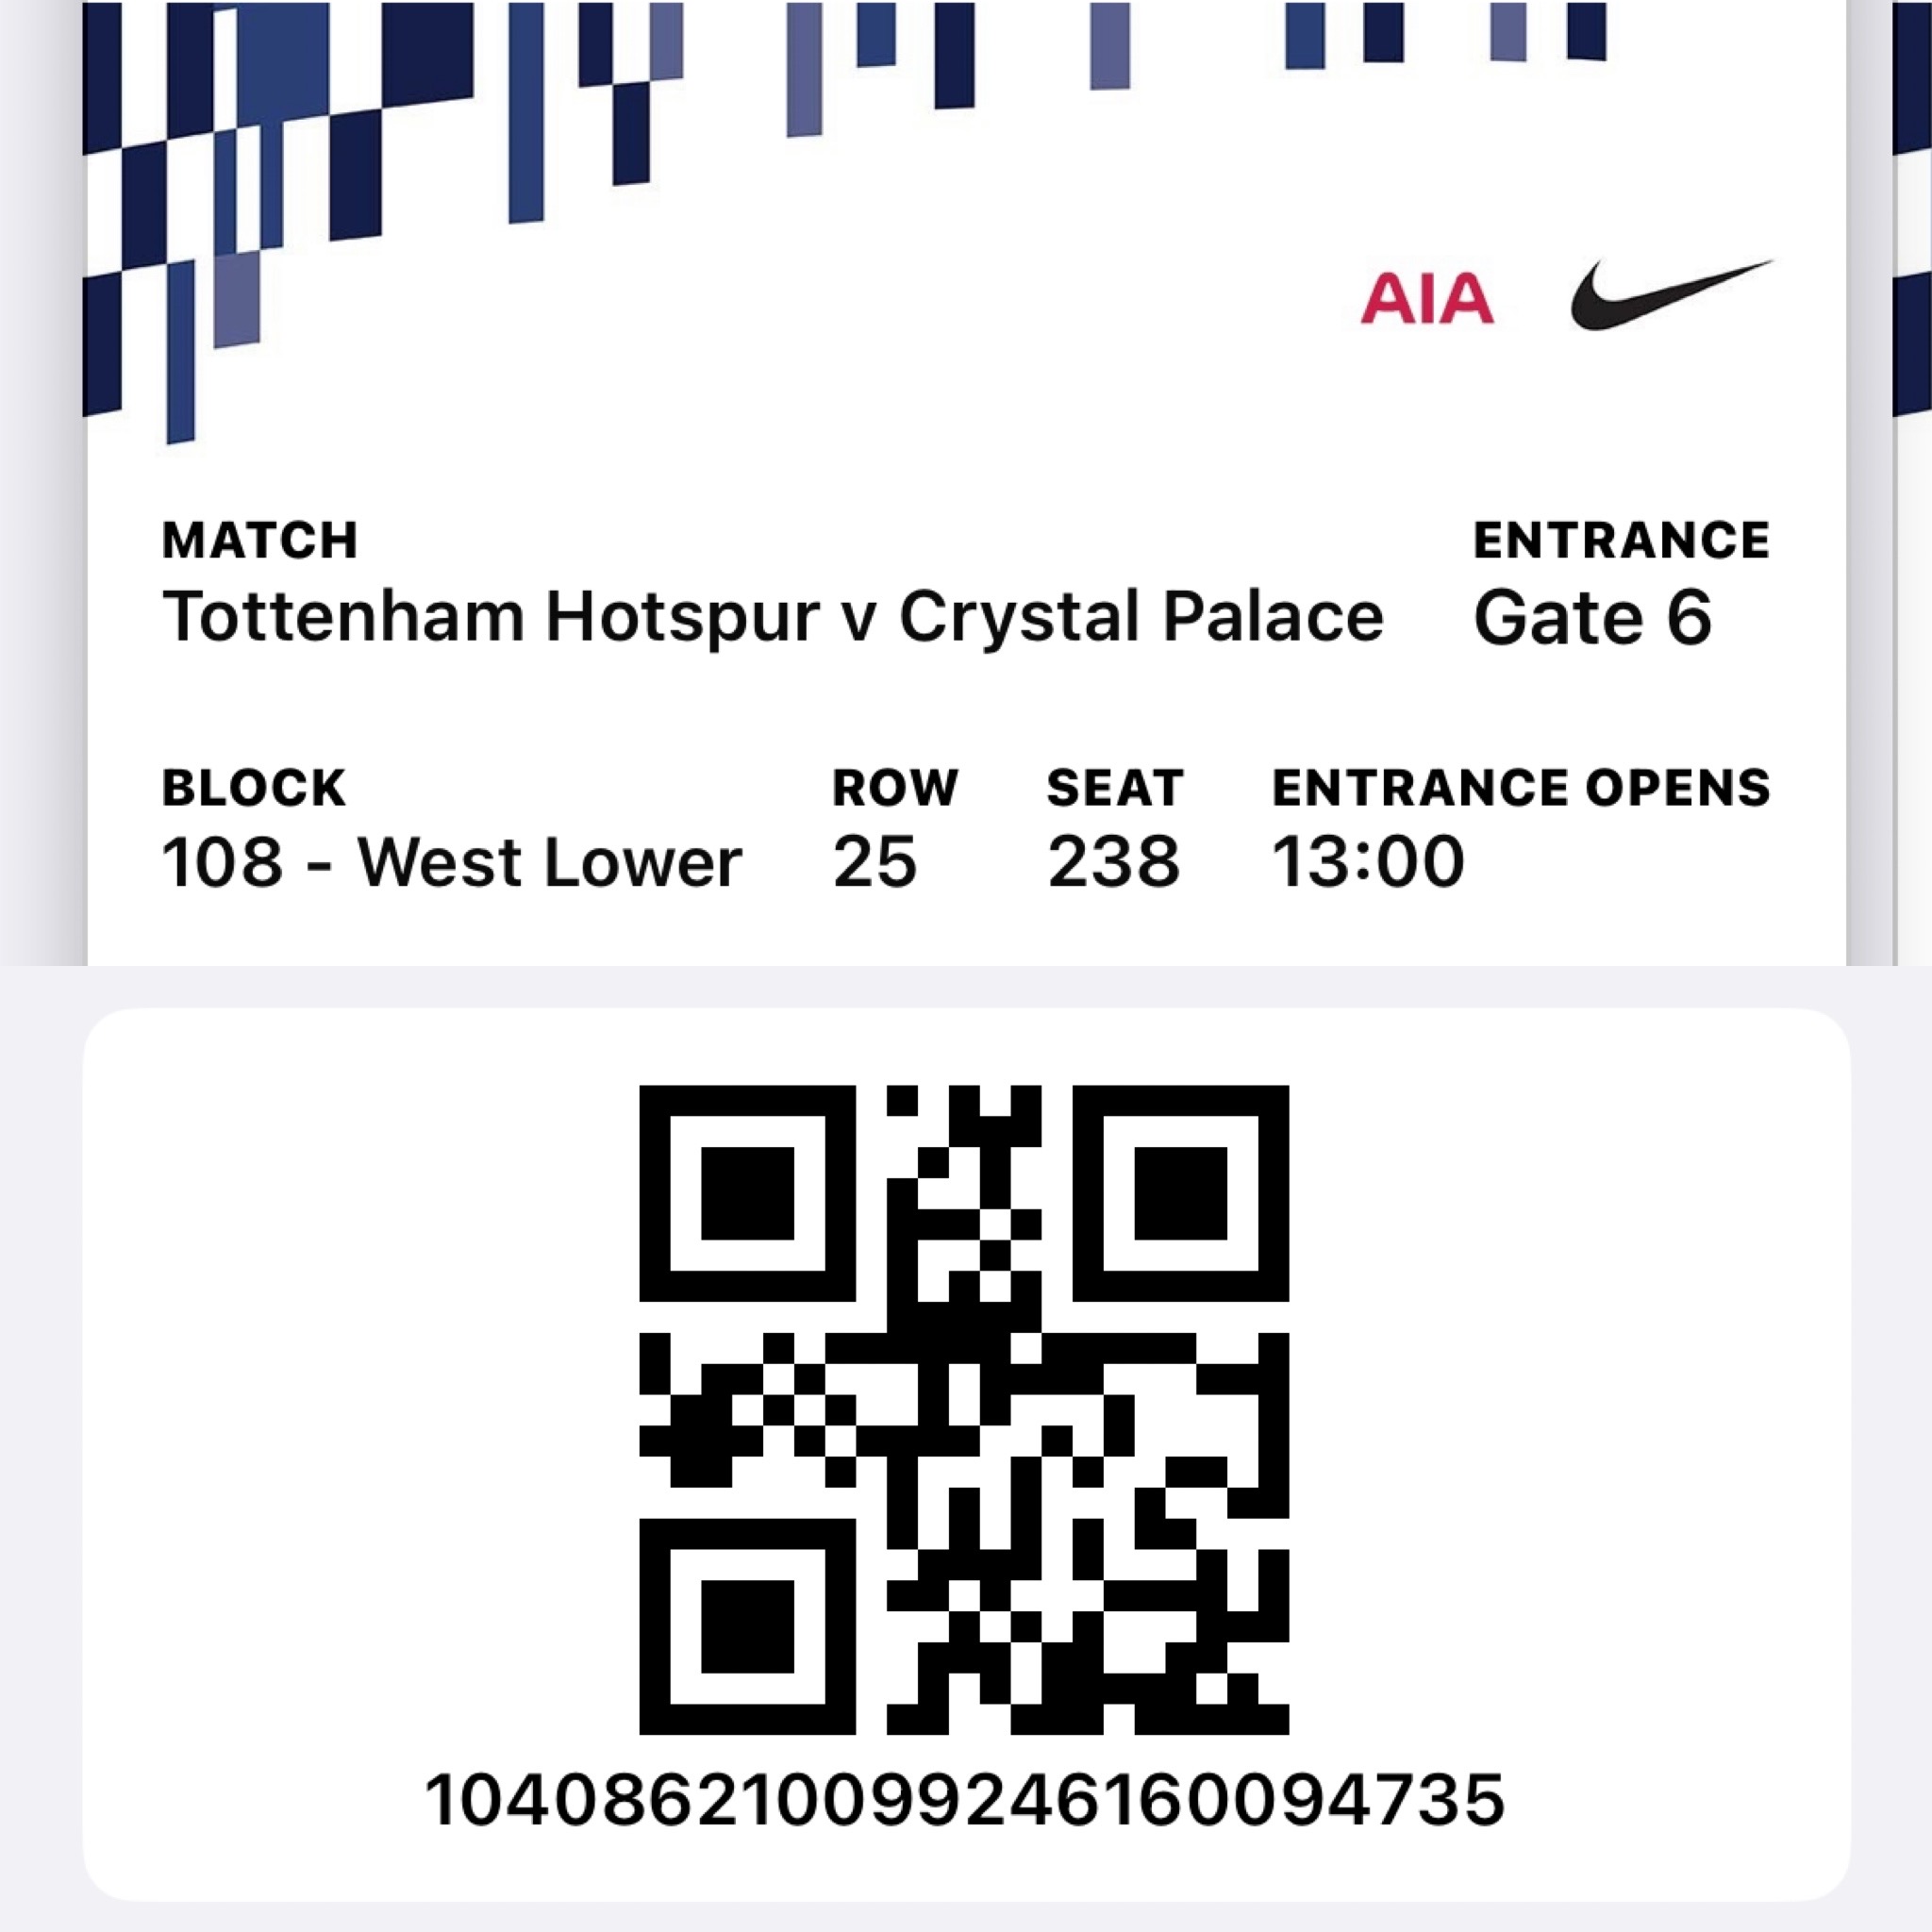 AIA
MATCH ENTRANCE
Tottenham Hotspur v Crystal Palace Gate 6
BLOCK ROW SEAT ENTRANCE OPENS
108 - West Lower 25 238 13:00
104086210099246160094735